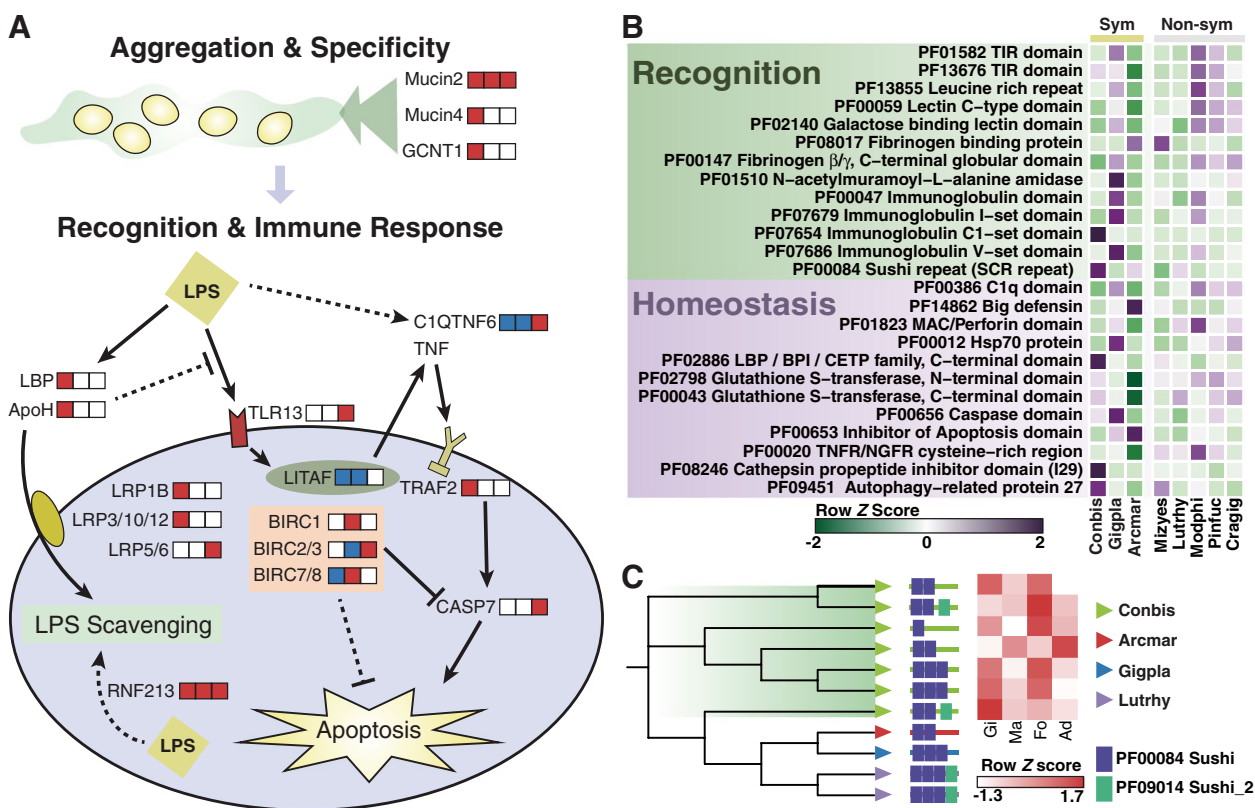 A
Aggregation & Specificity
Mucin2
Mucin4
GCNT1
Recognition & Immune Response
LPS
C1QTNF6
TNF
LBP
ApoH
TLR13
LITAF
TRAF2
LRP1B
LRP3/10/12
LRP5/6
BIRC1
BIRC2/3
BIRC7/8
CASP7
LPS Scavenging
RNF213
LPS
Apoptosis
B
Sym
Non-sym
Recognition
PF01582 TIR domain
PF13676 TIR domain
PF13855 Leucine rich repeat
PF00059 Lectin C-type domain
PF02140 Galactose binding lectin domain
PF08017 Fibrinogen binding protein
PF00147 Fibrinogen β/γ, C-terminal globular domain
PF01510 N-acetylmuramoyl-L-alanine amidase
PF00047 Immunoglobulin domain
PF07679 Immunoglobulin I-set domain
PF07654 Immunoglobulin C1-set domain
PF07686 Immunoglobulin V-set domain
PF00084 Sushi repeat (SCR repeat)
Homeostasis
PF00386 C1q domain
PF14862 Big defensin
PF01823 MAC/Perforin domain
PF00012 Hsp70 protein
PF02886 LBP / BPI / CETP family, C-terminal domain
PF02798 Glutathione S-transferase, N-terminal domain
PF00043 Glutathione S-transferase, C-terminal domain
PF00656 Caspase domain
PF00653 Inhibitor of Apoptosis domain
PF00020 TNFR/NGFR cysteine-rich region
PF08246 Cathepsin propeptide inhibitor domain (I29)
PF09451 Autophagy-related protein 27
Row Z Score
-2 0 2
Conbis
Gigpla
Arcmar
Mizyes
Lutrhy
Modphi
Pinfuc
Cragig
C
Gi
Ma
Fo
Ad
Row Z score
-1.3 1.7
Conbis
Arcmar
Gigpla
Lutrhy
PF00084 Sushi
PF09014 Sushi_2